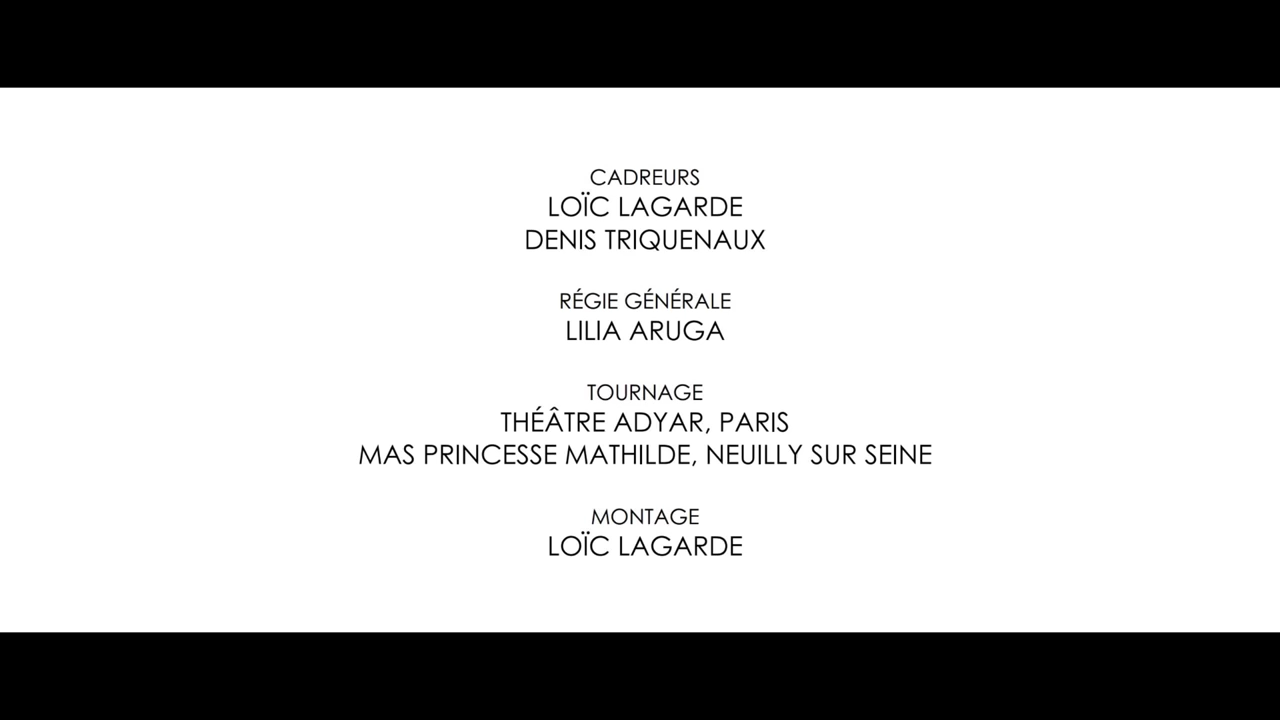 CADREURS
LOÏC LAGARDE
DENIS TRIQUENAUX
RÉGIE GÉNÉRALE
LILIA ARUGA
TOURNAGE
THÉÂTRE ADYAR, PARIS
MAS PRINCESSE MATHILDE, NEUILLY SUR SEINE
MONTAGE
LOÏC LAGARDE